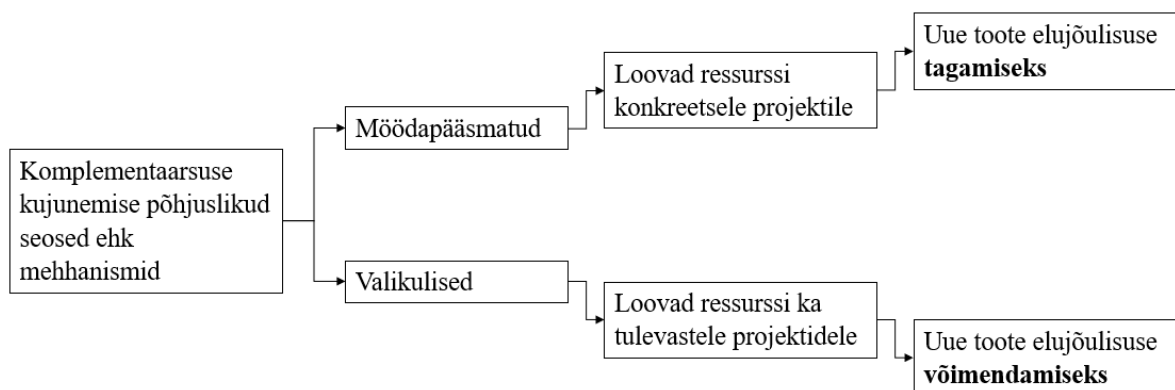 Komplementaarsuse
kujunemise põhjuslikud
seosed ehk
mehhanismid
Möödapääsmatud
Loovad ressurssi
konkreetsele projektile
Uue toote elujõulisuse
tagamiseks
Valikulised
Loovad ressurssi ka
tulevastele projektidele
Uue toote elujõulisuse
võimendamiseks